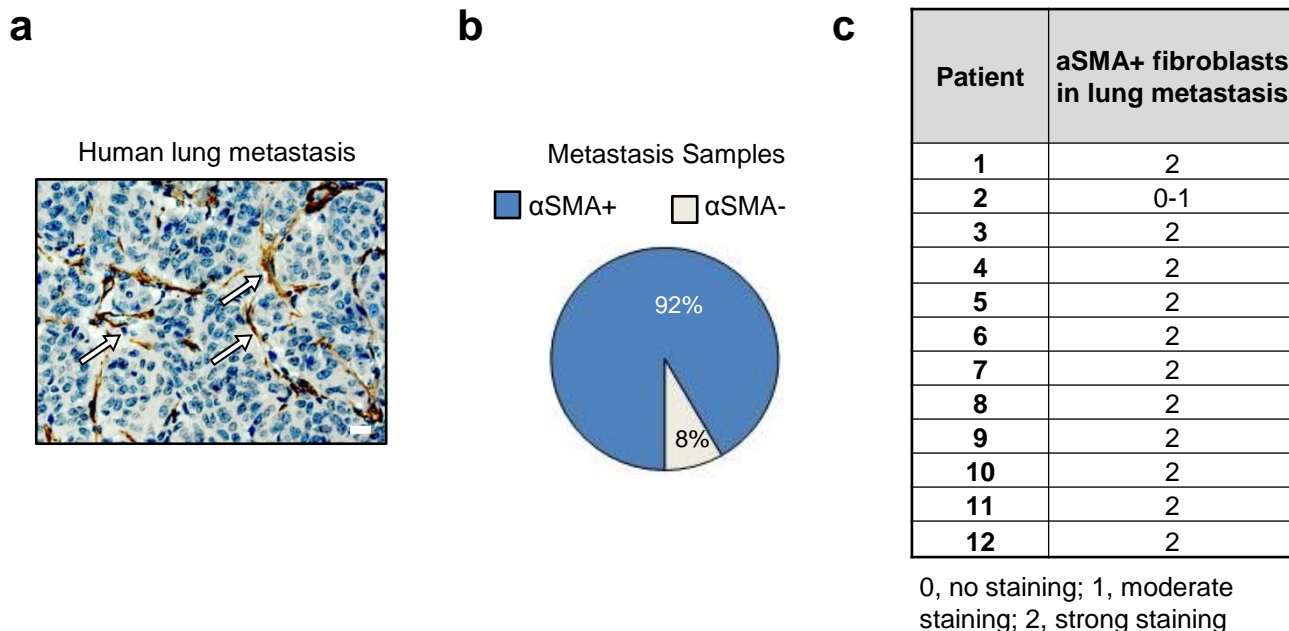 a
Human lung metastasis
b
Metastasis Samples
αSMA+ αSMA-
92%
8%
c
Patient aSMA+ fibroblasts
in lung metastasis
1 2
2 0-1
3 2
4 2
5 2
6 2
7 2
8 2
9 2
10 2
11 2
12 2
0, no staining; 1, moderate
staining; 2, strong staining